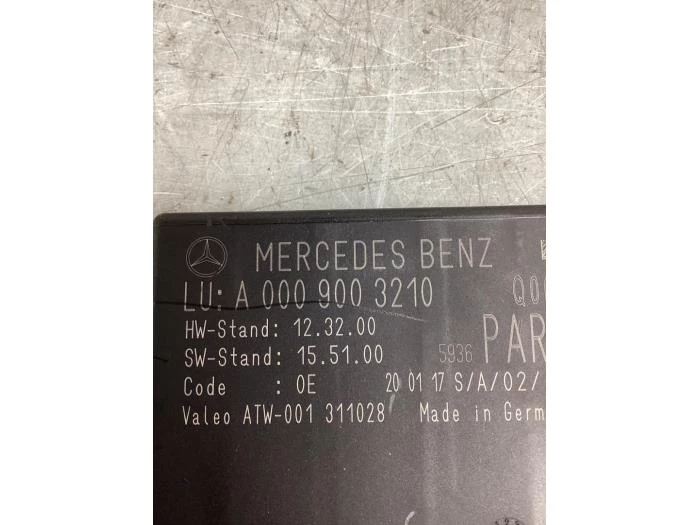 MERCEDES BENZ
LU: A 000 900 3210 Q0
HW-Stand: 12.32.00
SW-Stand: 15.51.00 5936 PAR
Code : 0E 20 01 17 S/A/02/
Valeo ATW-001 311028 Made in Germ